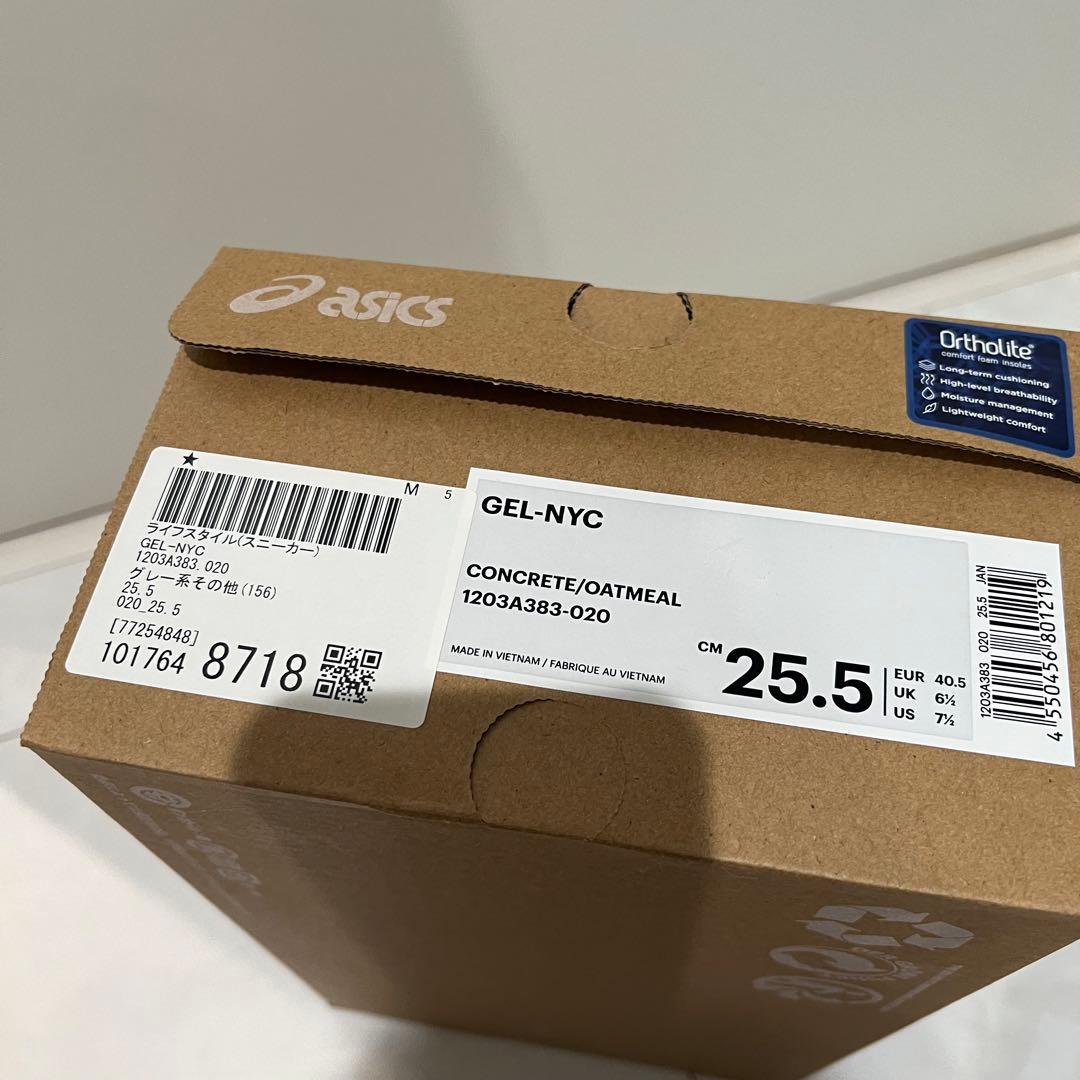 asics
Ortholite®
comfort foam insoles
Long-term cushioning
High-level breathability
Moisture management
Lightweight comfort
★
M 5
ライフスタイル(スニーカー)
GEL-NYC
1203A383.020
グレー系その他(156)
25.5
020_25.5
[77254848]
101764 8718
GEL-NYC
CONCRETE/OATMEAL
1203A383-020
MADE IN VIETNAM / FABRIQUE AU VIETNAM
CM 25.5
EUR 40.5
UK 6½
US 7½
1203A383 020 25.5 JAN
4550456801219